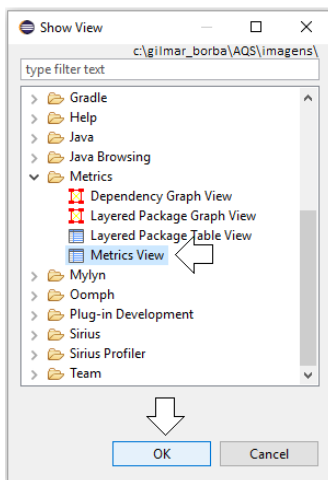 Show View
c:\gilmar_borba\AQS\imagens\
type filter text
Gradle
Help
Java
Java Browsing
Metrics
Dependency Graph View
Layered Package Graph View
Layered Package Table View
Metrics View
Mylyn
Oomph
Plug-in Development
Sirius
Sirius Profiler
Team
OK Cancel